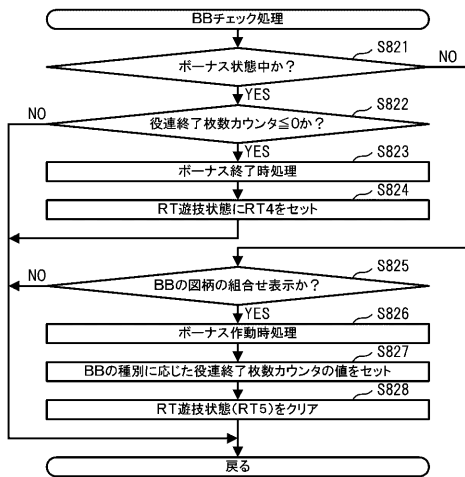 BBチェック処理
S821
ボーナス状態中か？
NO
YES
S822
NO
役連終了枚数カウンタ≦0か？
YES
S823
ボーナス終了時処理
S824
RT遊技状態にRT4をセット
S825
NO
BBの図柄の組合せ表示か？
YES
S826
ボーナス作動時処理
S827
BBの種別に応じた役連終了枚数カウンタの値をセット
S828
RT遊技状態(RT5)をクリア
戻る